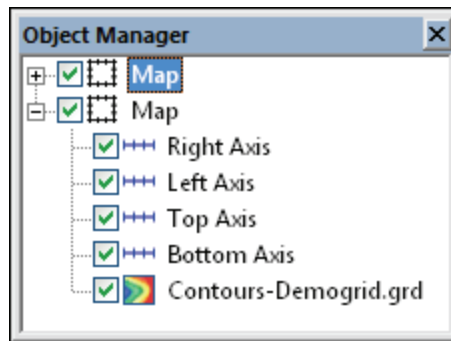 Object Manager
Map
Map
Right Axis
Left Axis
Top Axis
Bottom Axis
Contours-Demogrid.grd